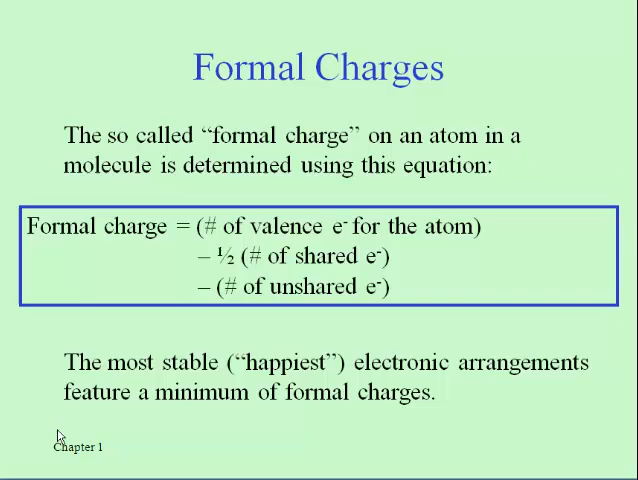 Formal Charges
The so called “formal charge” on an atom in a
molecule is determined using this equation:
Formal charge = (# of valence e⁻ for the atom)
– ½ (# of shared e⁻)
– (# of unshared e⁻)
The most stable (“happiest”) electronic arrangements
feature a minimum of formal charges.
Chapter 1